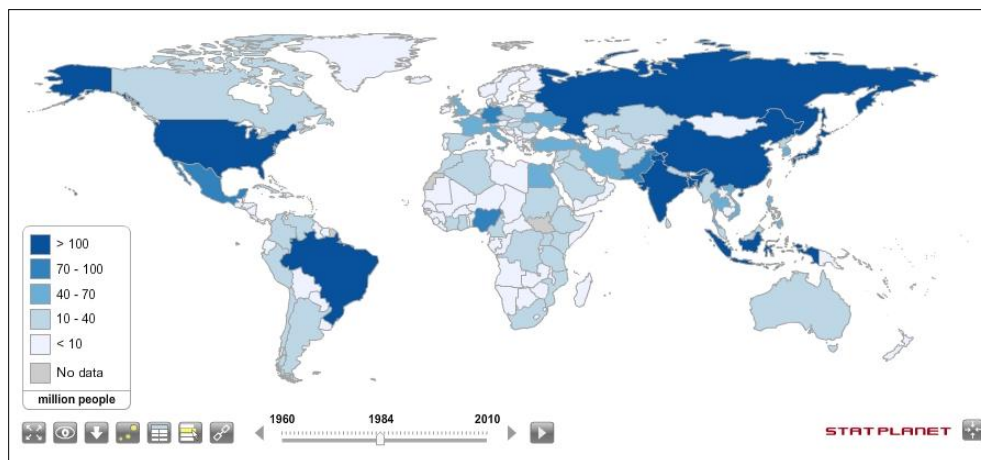 > 100
70 - 100
40 - 70
10 - 40
< 10
No data
million people
1960 1984 2010
STATPLANET